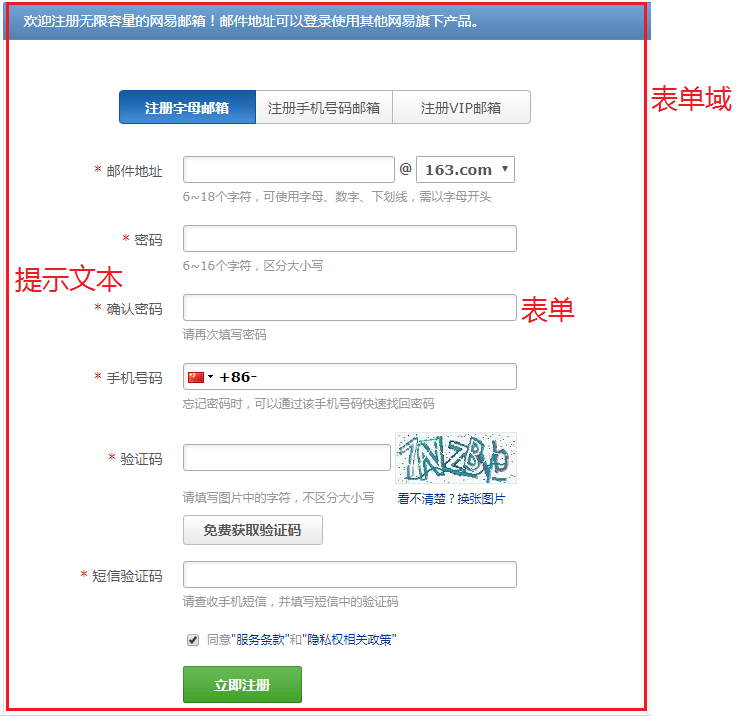 欢迎注册无限容量的网易邮箱！邮件地址可以登录使用其他网易旗下产品。
表单域
注册字母邮箱 注册手机号码邮箱 注册VIP邮箱
* 邮件地址 @ 163.com
6~18个字符，可使用字母、数字、下划线，需以字母开头
* 密码
6~16个字符，区分大小写
提示文本
* 确认密码 表单
请再次填写密码
* 手机号码 +86-
忘记密码时，可以通过该手机号码快速找回密码
* 验证码
请填写图片中的字符，不区分大小写 看不清楚？换张图片
免费获取验证码
* 短信验证码
请查收手机短信，并填写短信中的验证码
同意"服务条款"和"隐私权相关政策"
立即注册